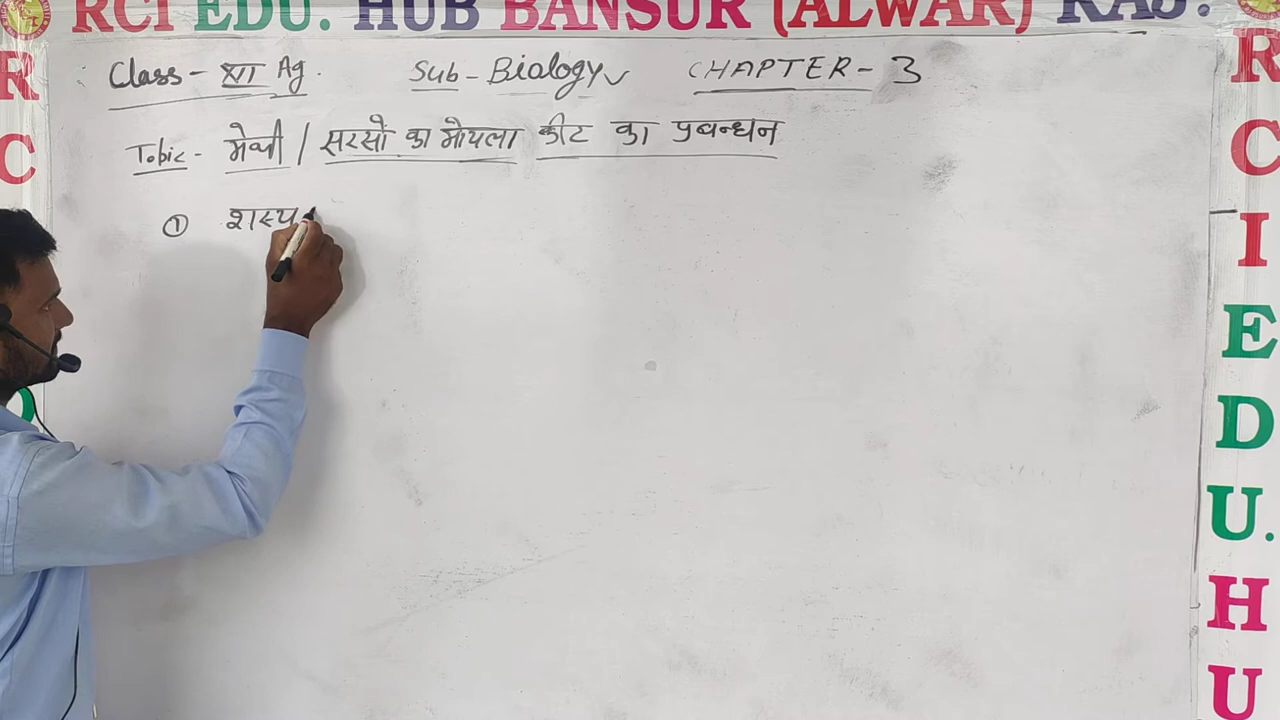 RCI EDU. HUB BANSUR (ALWAR) RAJ.
Class - XII Ag. Sub - Biology CHAPTER - 3
Topic - मेथी / सरसों का मोयला कीट का प्रबन्धन
① शस्य
R
C
R
C
I
E
D
U.
H
U